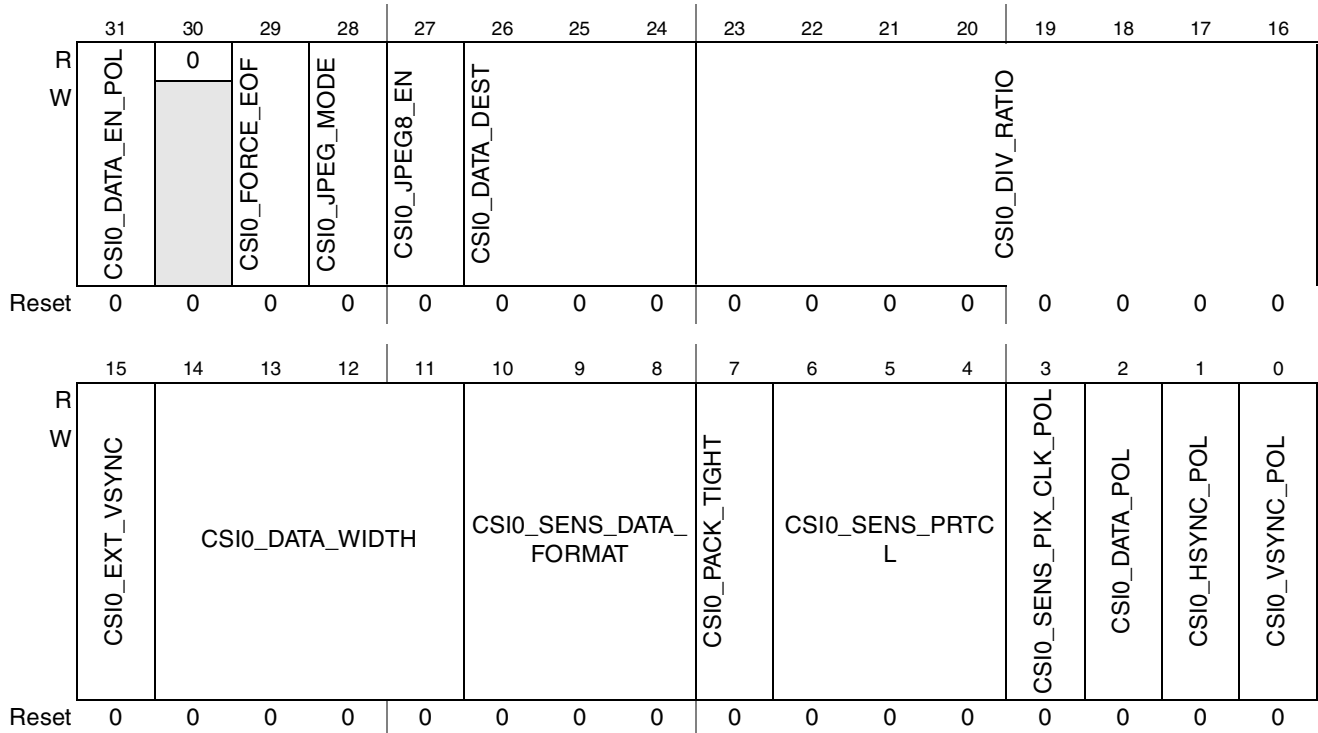 31 30 29 28 27 26 25 24 23 22 21 20 19 18 17 16
R
W
CSI0_DATA_EN_POL
0
CSI0_FORCE_EOF
CSI0_JPEG_MODE
CSI0_JPEG8_EN
CSI0_DATA_DEST
CSI0_DIV_RATIO
Reset 0 0 0 0 0 0 0 0 0 0 0 0 0 0 0 0
15 14 13 12 11 10 9 8 7 6 5 4 3 2 1 0
R
W
CSI0_EXT_VSYNC
CSI0_DATA_WIDTH
CSI0_SENS_DATA_
FORMAT
CSI0_PACK_TIGHT
CSI0_SENS_PRTC
L
CSI0_SENS_PIX_CLK_POL
CSI0_DATA_POL
CSI0_HSYNC_POL
CSI0_VSYNC_POL
Reset 0 0 0 0 0 0 0 0 0 0 0 0 0 0 0 0